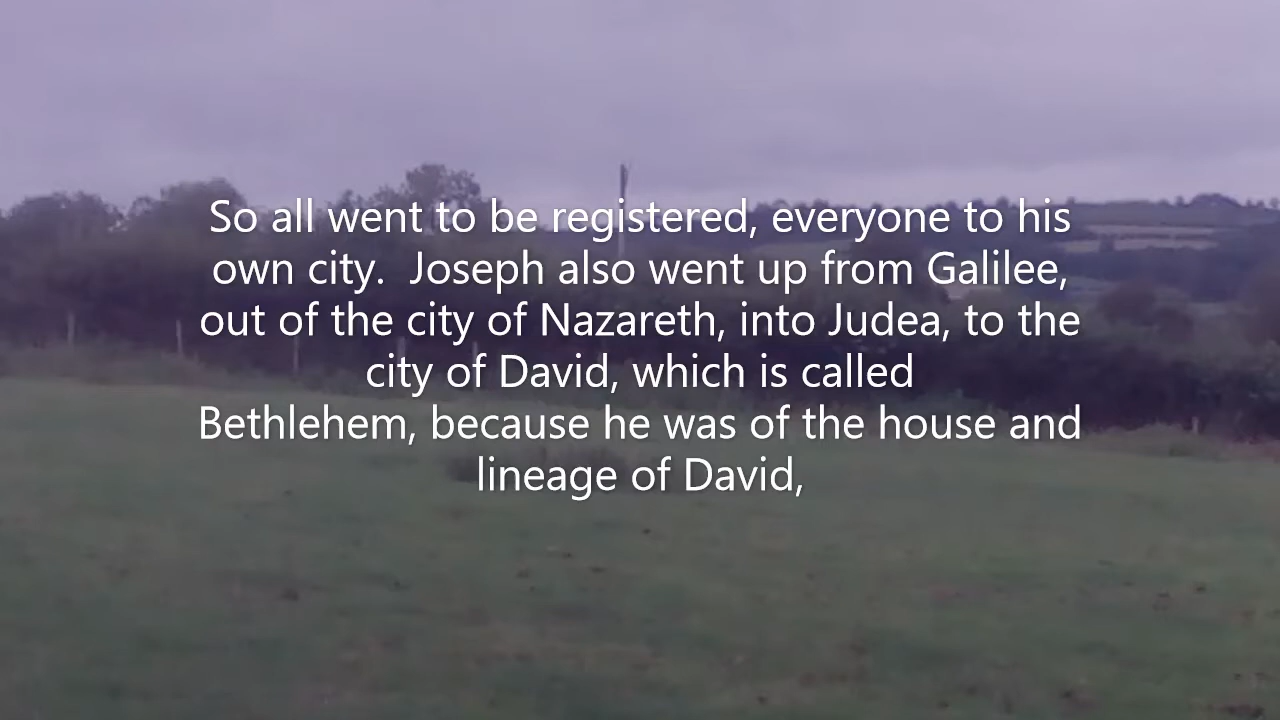 So all went to be registered, everyone to his
own city.  Joseph also went up from Galilee,
out of the city of Nazareth, into Judea, to the
city of David, which is called
Bethlehem, because he was of the house and
lineage of David,